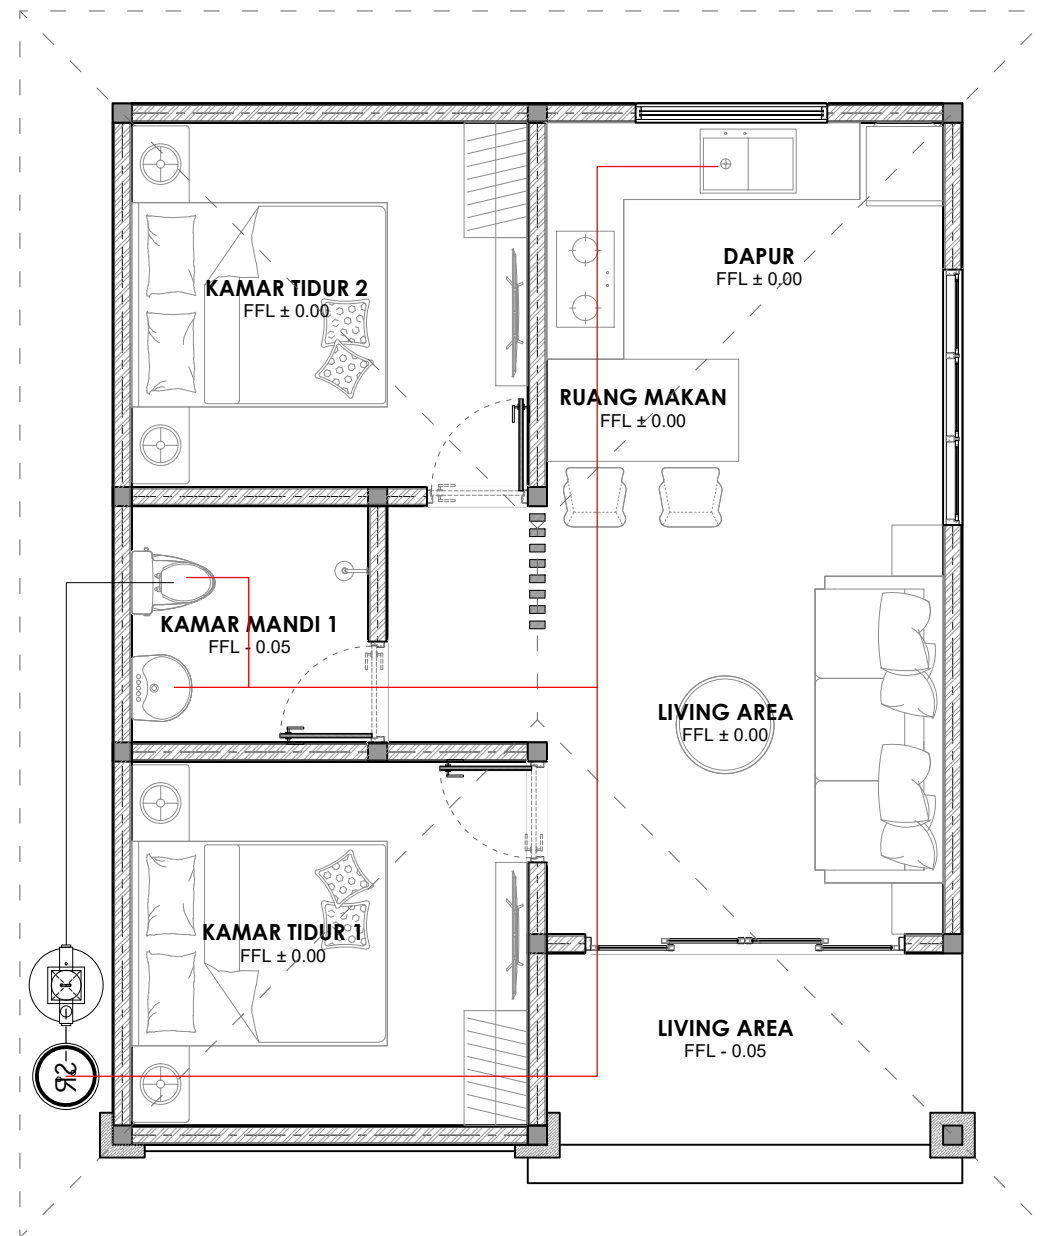 KAMAR TIDUR 2
FFL ± 0.00
DAPUR
FFL ± 0.00
RUANG MAKAN
FFL ± 0.00
KAMAR MANDI 1
FFL - 0.05
LIVING AREA
FFL ± 0.00
KAMAR TIDUR 1
FFL ± 0.00
LIVING AREA
FFL - 0.05
SR